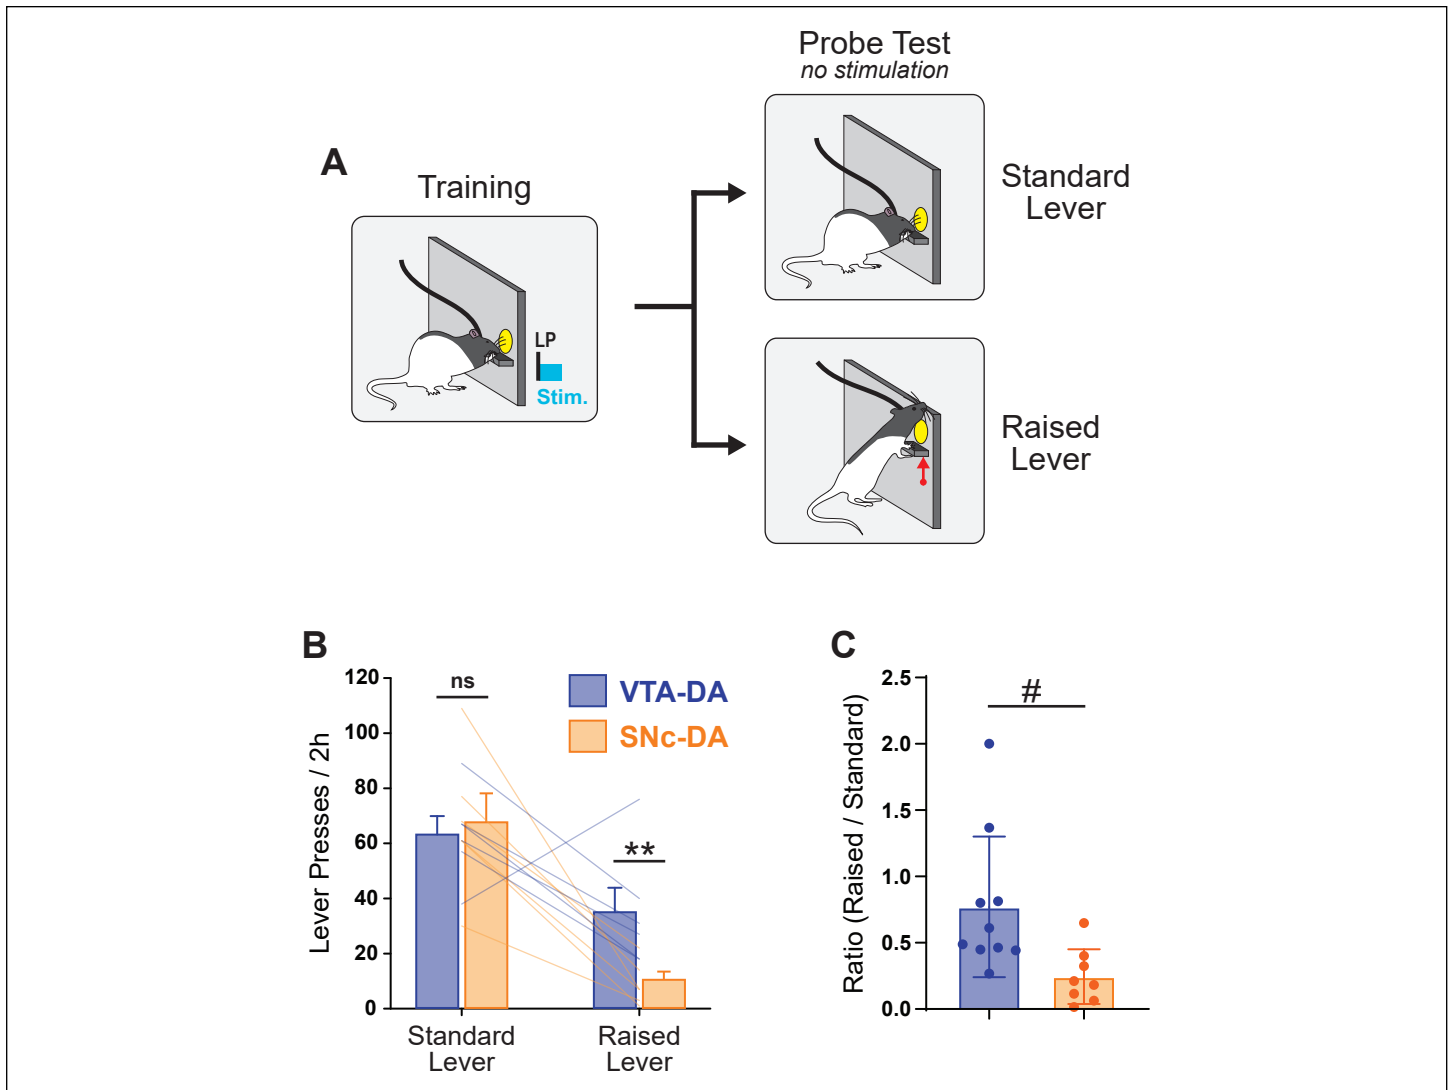 Probe Test
no stimulation
A
Training
Standard
Lever
LP
Stim.
Raised
Lever
B
120
100
80
60
40
20
0
Lever Presses / 2h
ns
**
VTA-DA
SNc-DA
Standard
Lever
Raised
Lever
C
2.5
2.0
1.5
1.0
0.5
0.0
Ratio (Raised / Standard)
#